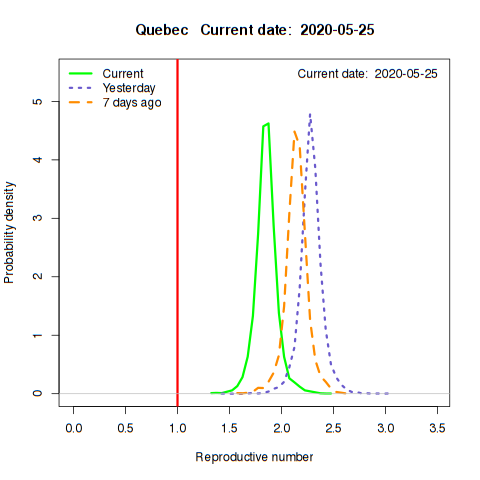 Quebec   Current date:  2020-05-25
Current
Yesterday
7 days ago
Current date:  2020-05-25
Probability density
5
4
3
2
1
0
0.0 0.5 1.0 1.5 2.0 2.5 3.0 3.5
Reproductive number